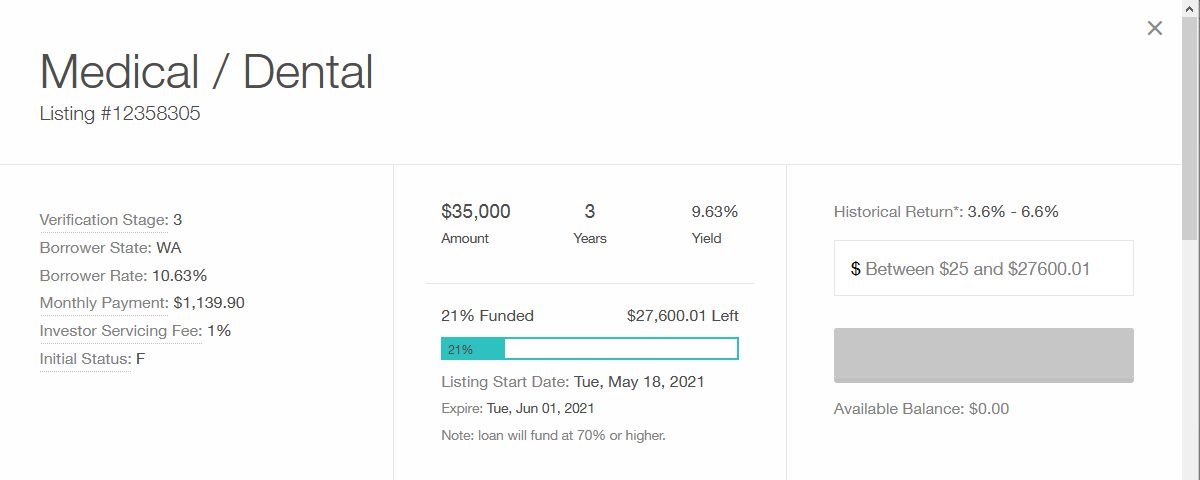 Medical / Dental
Listing #12358305
Verification Stage: 3
Borrower State: WA
Borrower Rate: 10.63%
Monthly Payment: $1,139.90
Investor Servicing Fee: 1%
Initial Status: F
$35,000 3 9.63%
Amount Years Yield
21% Funded $27,600.01 Left
21%
Listing Start Date: Tue, May 18, 2021
Expire: Tue, Jun 01, 2021
Note: loan will fund at 70% or higher.
Historical Return*: 3.6% - 6.6%
$ Between $25 and $27600.01
Available Balance: $0.00